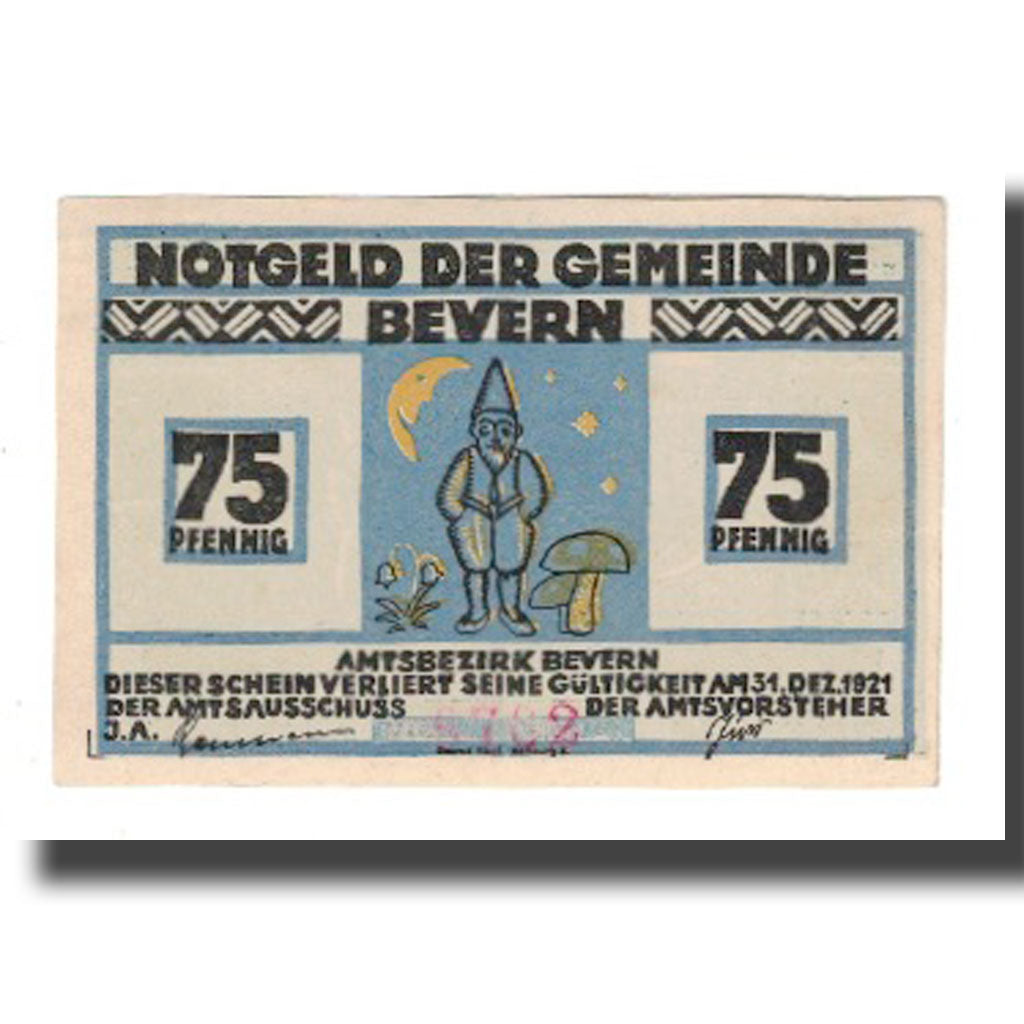 NOTGELD DER GEMEINDE
BEVERN
75
PFENNIG
75
PFENNIG
AMTSBEZIRK BEVERN
DIESER SCHEIN VERLIERT SEINE GÜLTIGKEIT AM 31. DEZ. 1921
DER AMTSAUSSCHUSS DER AMTSVORSTEHER
J.A.